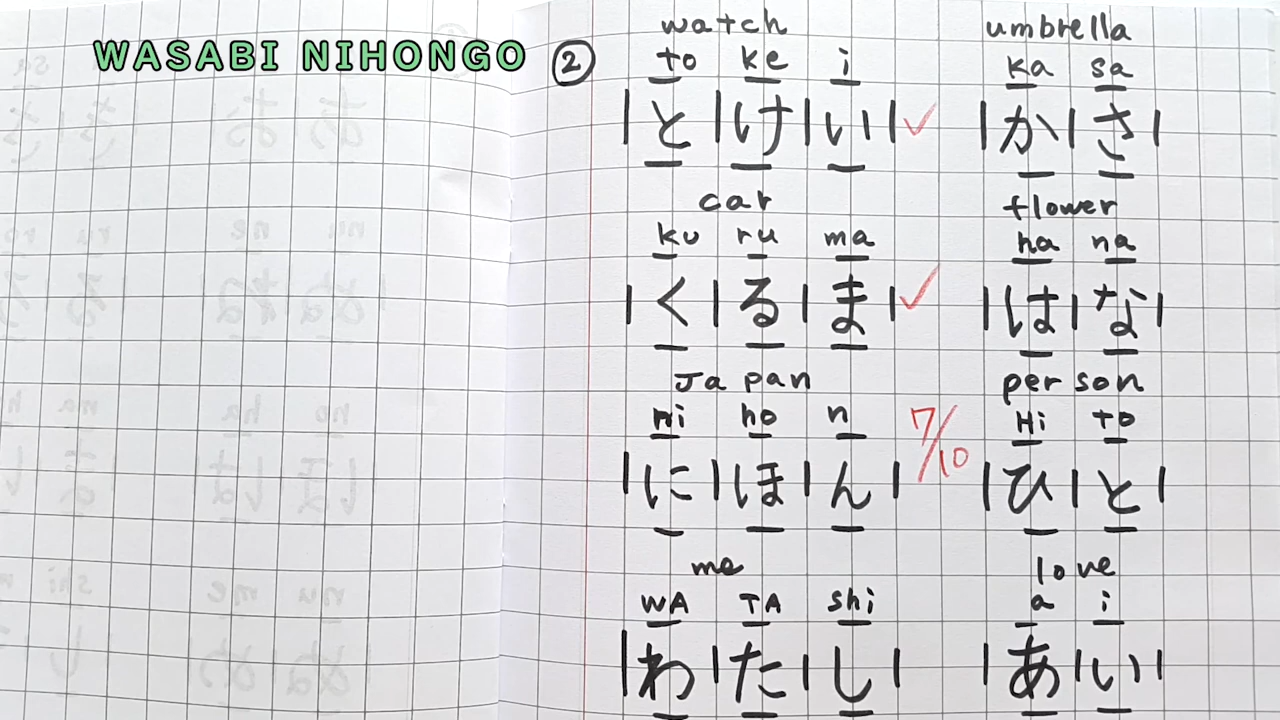 WASABI NIHONGO
② watch umbrella
to ke i ka sa
|と|けい| |か|さ|
car flower
ku ru ma ha na
|く|る|ま| |は|な|
Japan person
ni ho n Hi to
7/10
|に|ほ|ん| |ひ|と|
me love
WA TA shi a i
|わ|た|し| |あ|い|